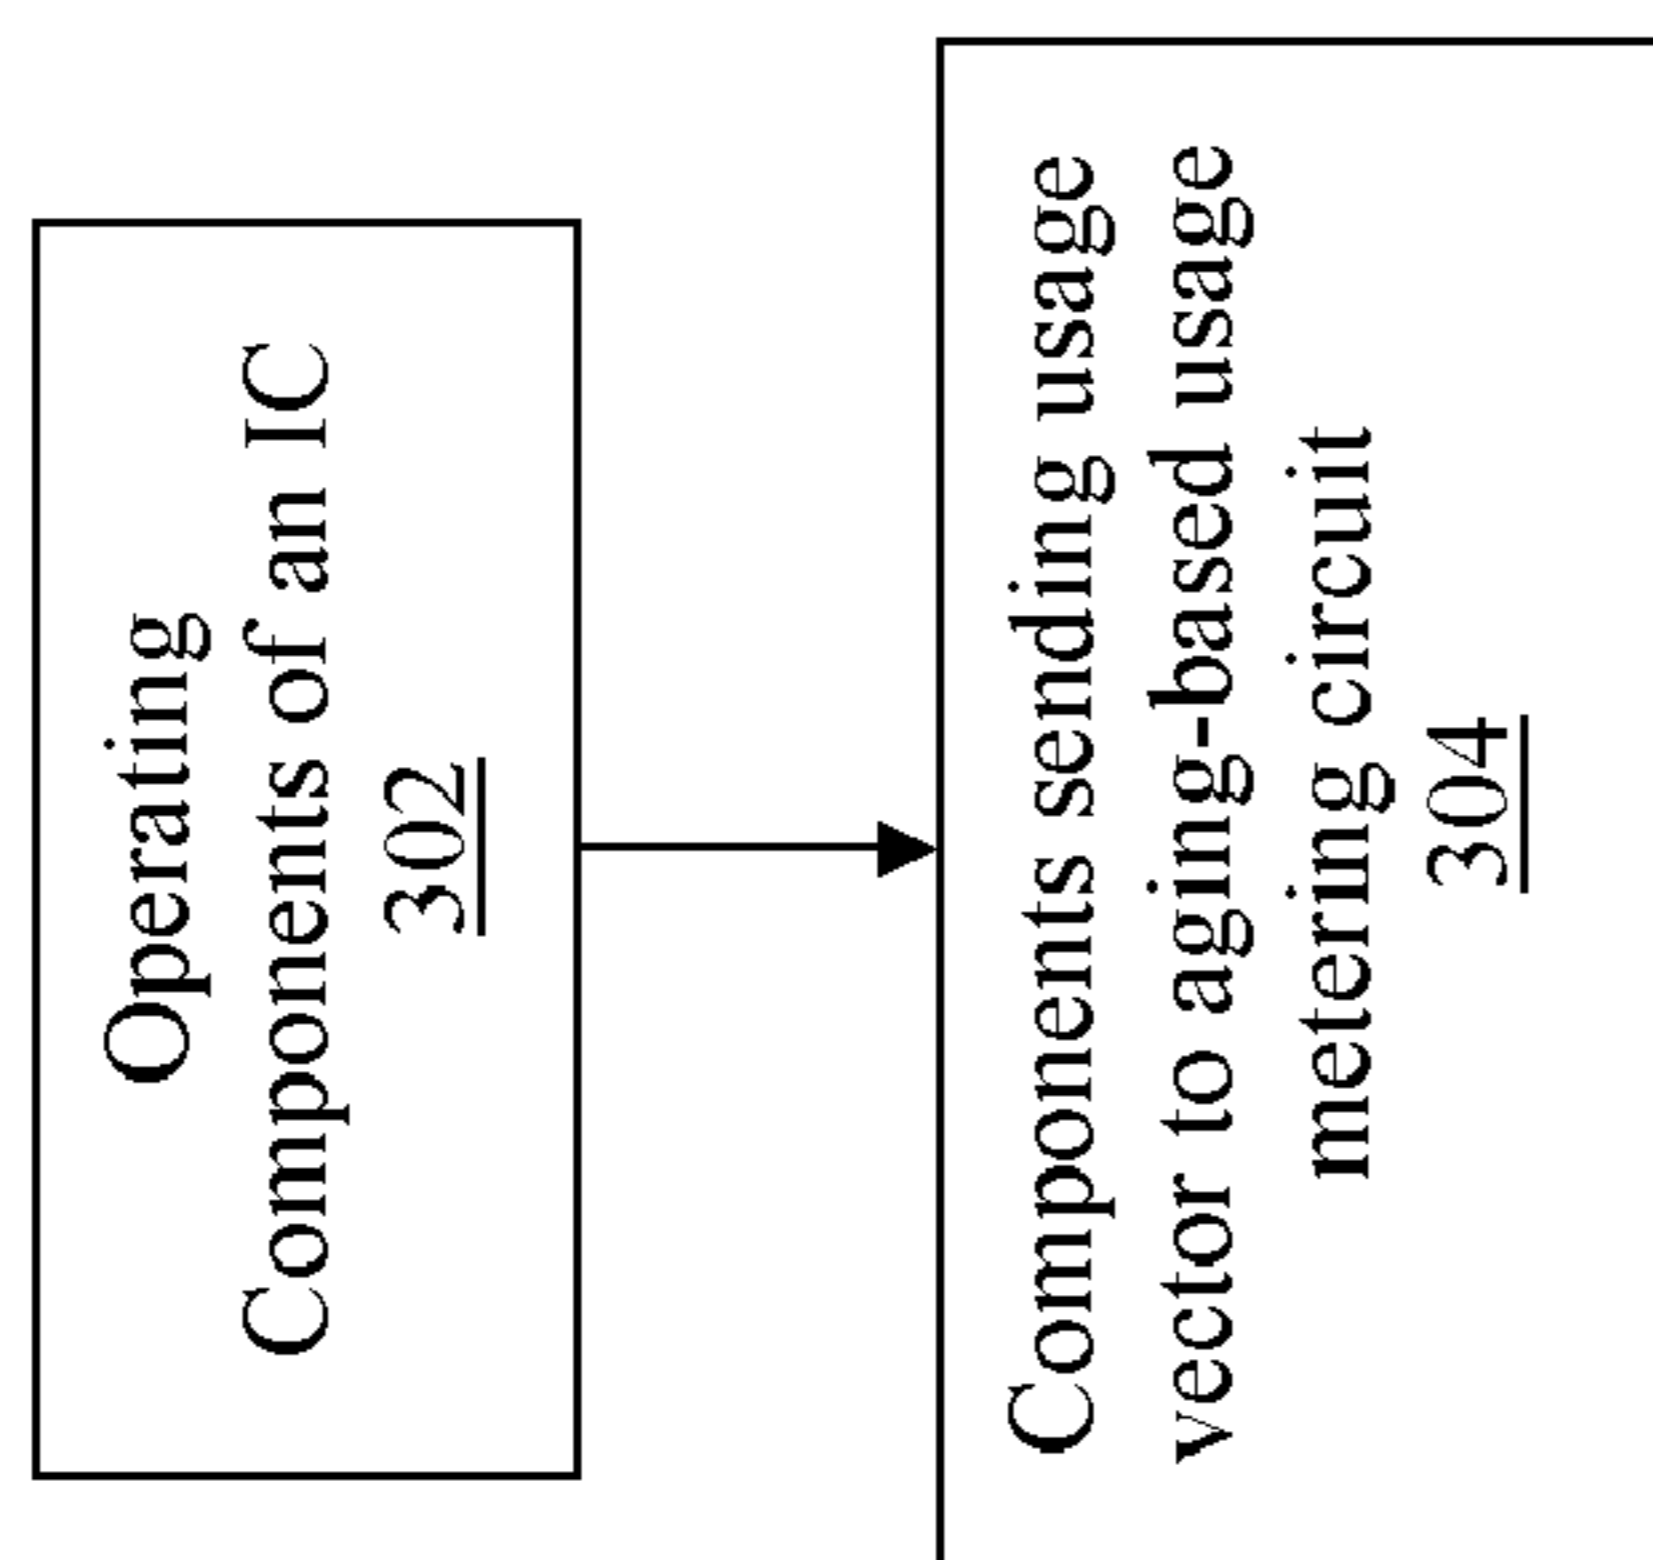 Operating
Components of an IC
302
Components sending usage
vector to aging-based usage
metering circuit
304